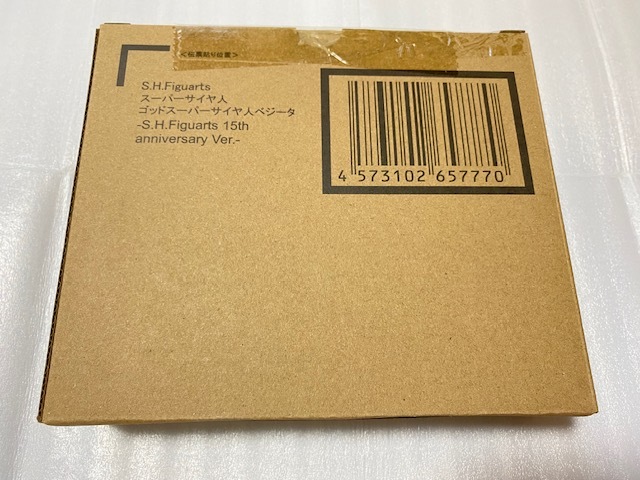 <伝票貼り位置>
S.H.Figuarts
スーパーサイヤ人
ゴッドスーパーサイヤ人ベジータ
-S.H.Figuarts 15th
anniversary Ver.-
4 573102 657770